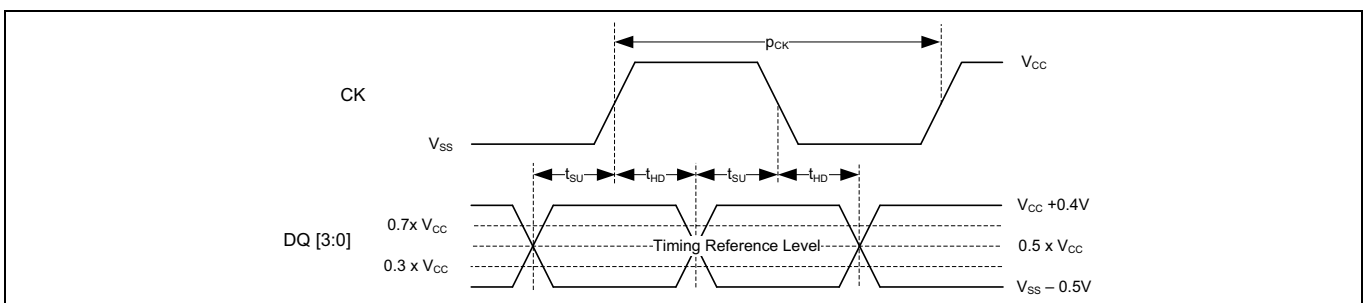 pCK
VCC
CK
VSS
tSU
tHD
tSU
tHD
VCC +0.4V
0.7x VCC
DQ [3:0]
Timing Reference Level
0.5 x VCC
0.3 x VCC
VSS – 0.5V